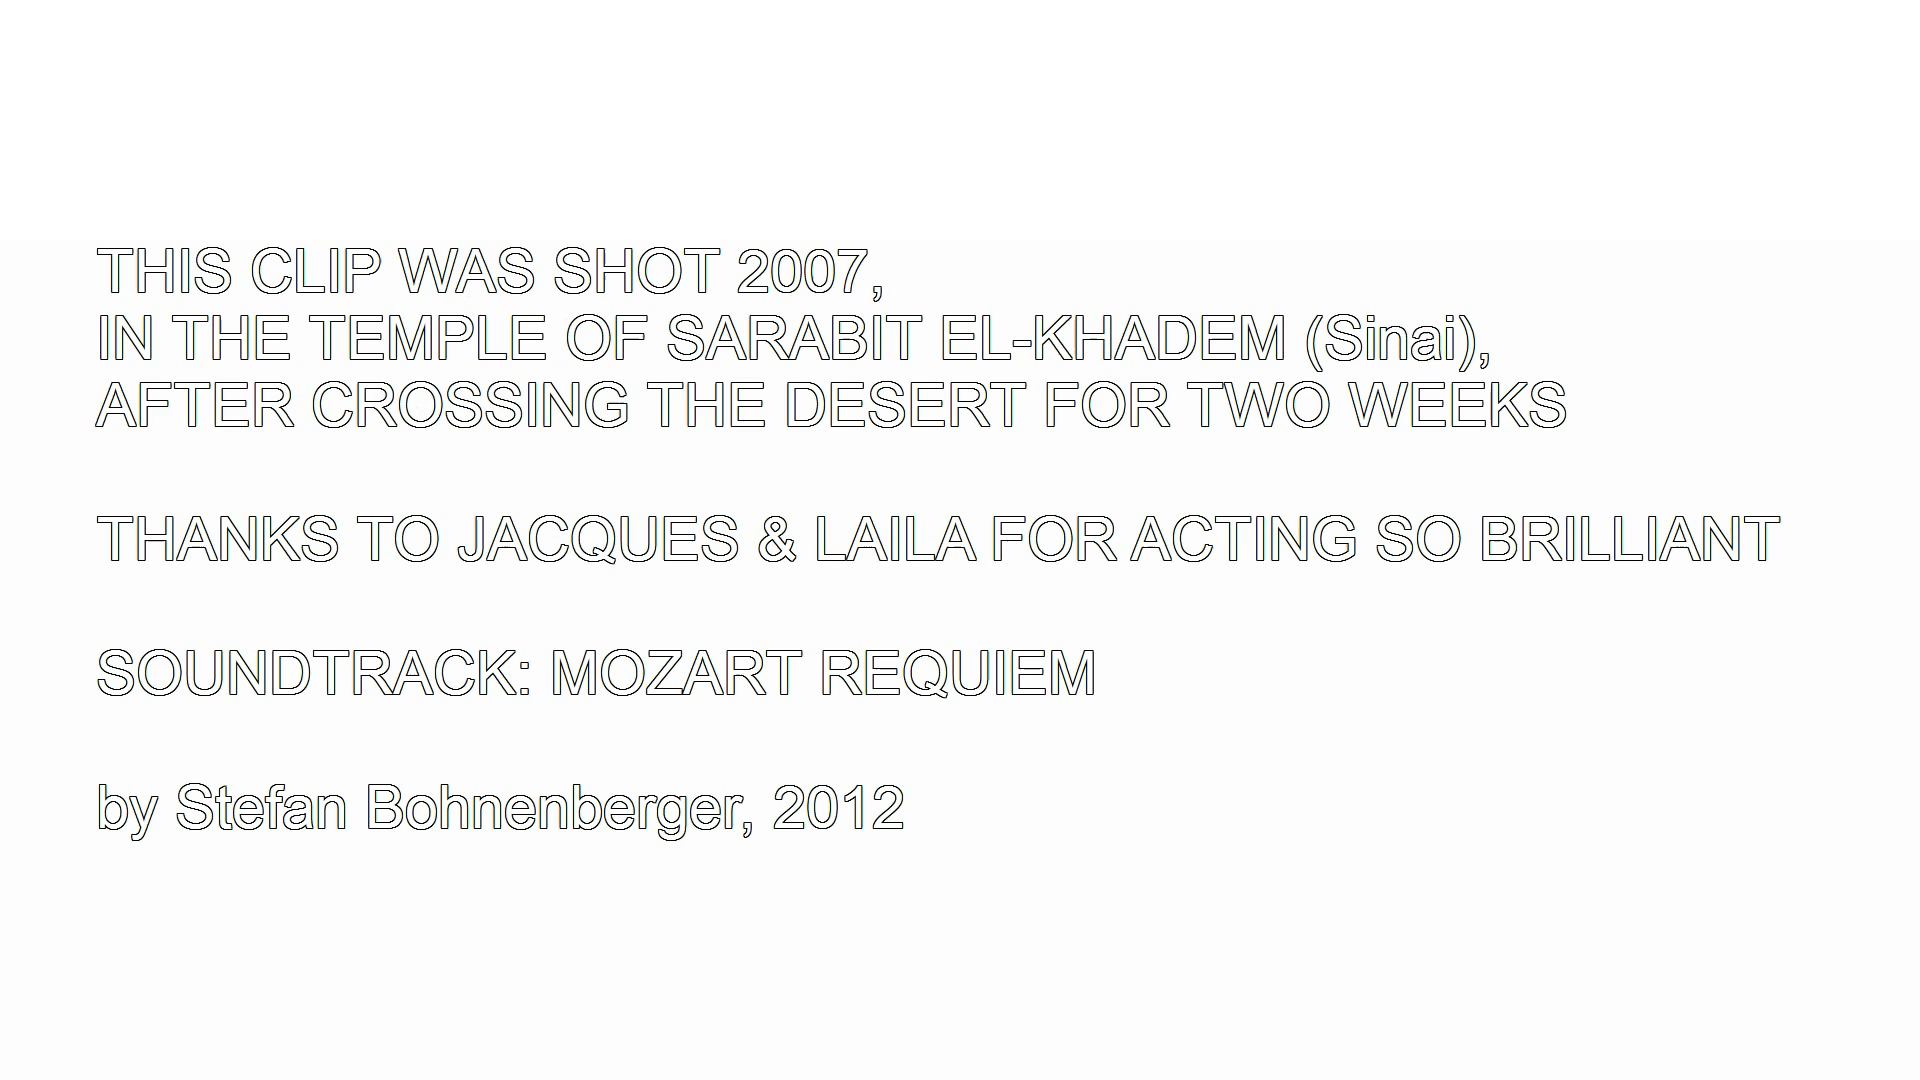 THIS CLIP WAS SHOT 2007,
IN THE TEMPLE OF SARABIT EL-KHADEM (Sinai),
AFTER CROSSING THE DESERT FOR TWO WEEKS
THANKS TO JACQUES & LAILA FOR ACTING SO BRILLIANT
SOUNDTRACK: MOZART REQUIEM
by Stefan Bohnenberger, 2012